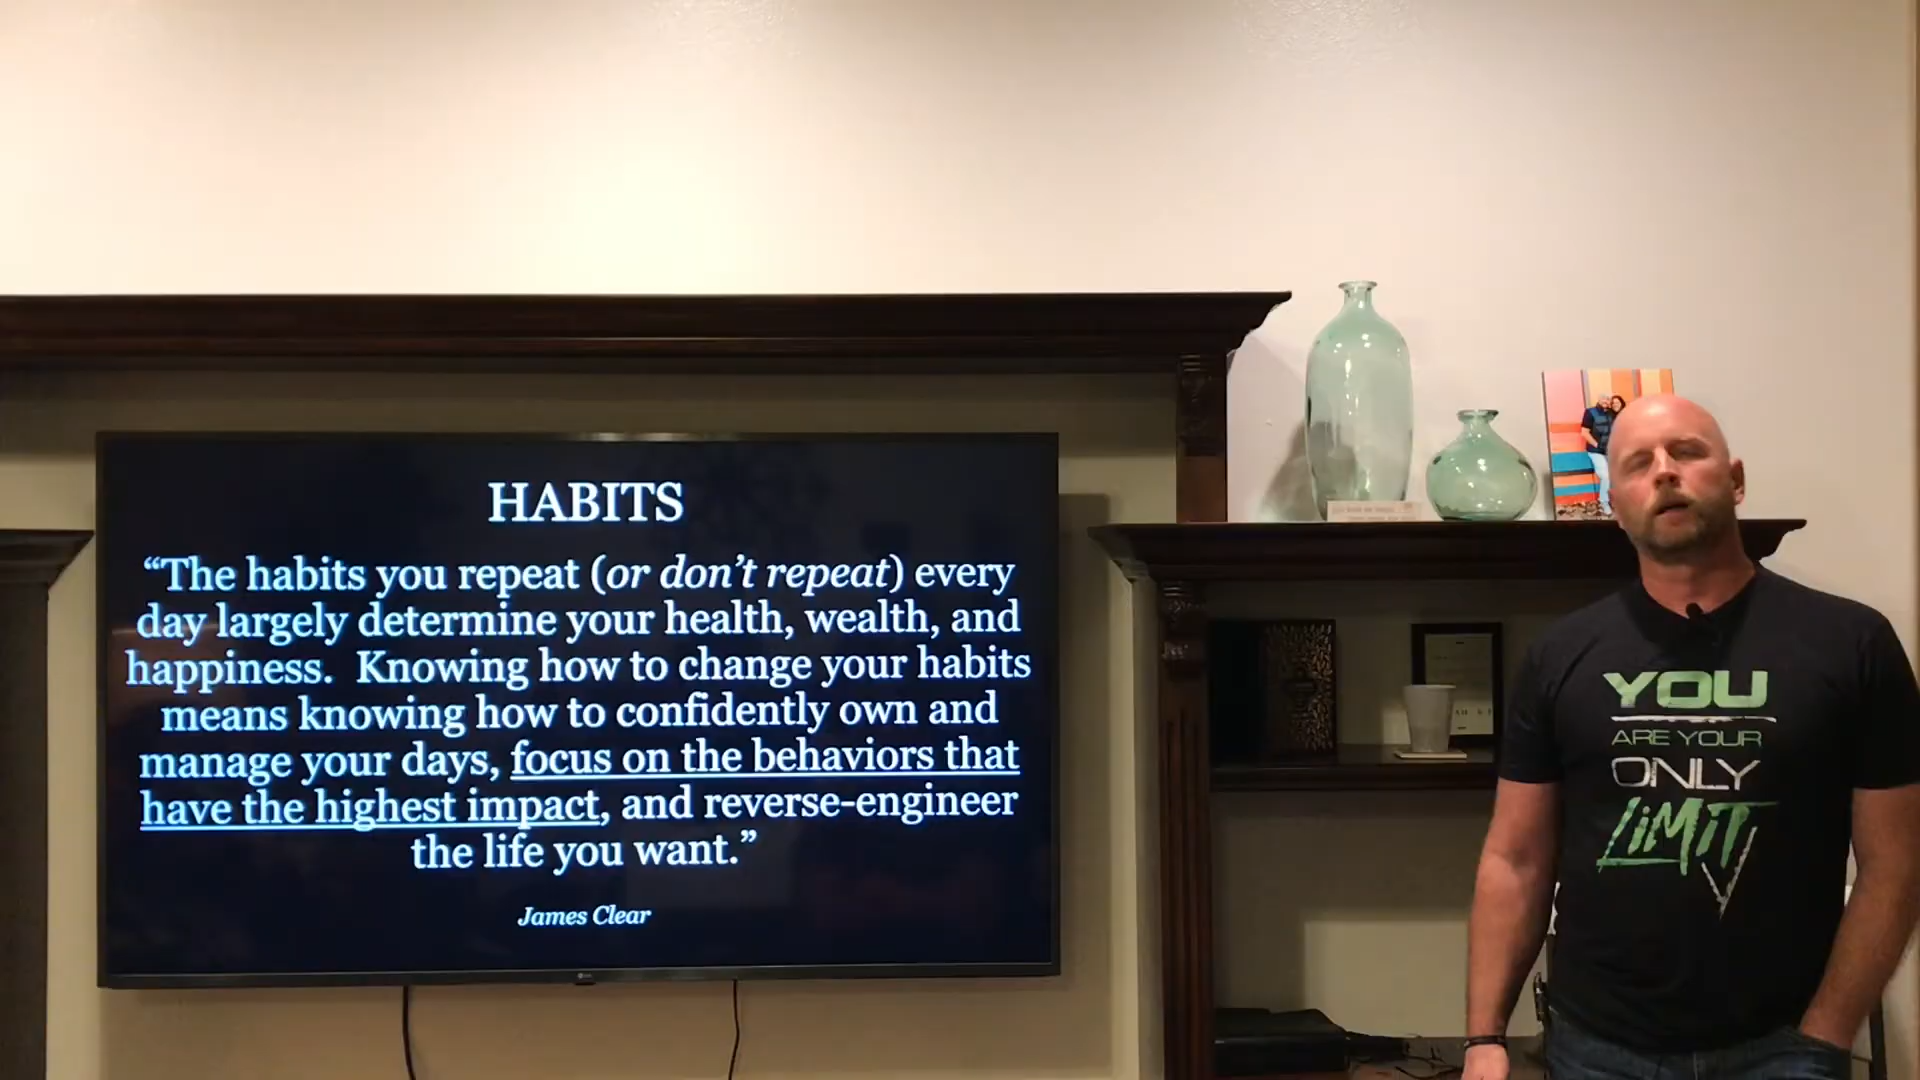 HABITS
“The habits you repeat (or don’t repeat) every
day largely determine your health, wealth, and
happiness.  Knowing how to change your habits
means knowing how to confidently own and
manage your days, focus on the behaviors that
have the highest impact, and reverse-engineer
the life you want.”
James Clear
YOU
ARE YOUR
ONLY
LIMIT